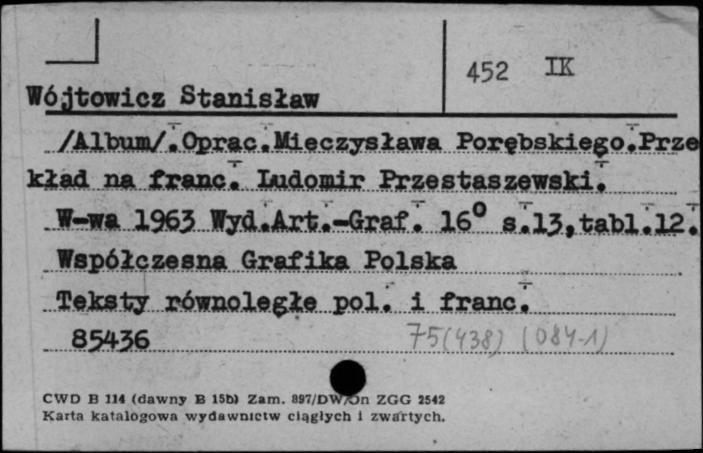 452 IK
Wójtowicz Stanisław
/Album/. Oprac. Mieczysława Porębskiego. Prze
kład na franc. Ludomir Przestaszewski.
W-wa 1963 Wyd. Art.-Graf. 16° s. 13, tabl. 12.
Współczesna Grafika Polska
Teksty równoległe pol. i franc.
85436 75(438) (084-1)
CWD B 114 (dawny B 15b) Zam. 897/DW/On ZGG 2542
Karta katalogowa wydawnictw ciągłych i zwartych.